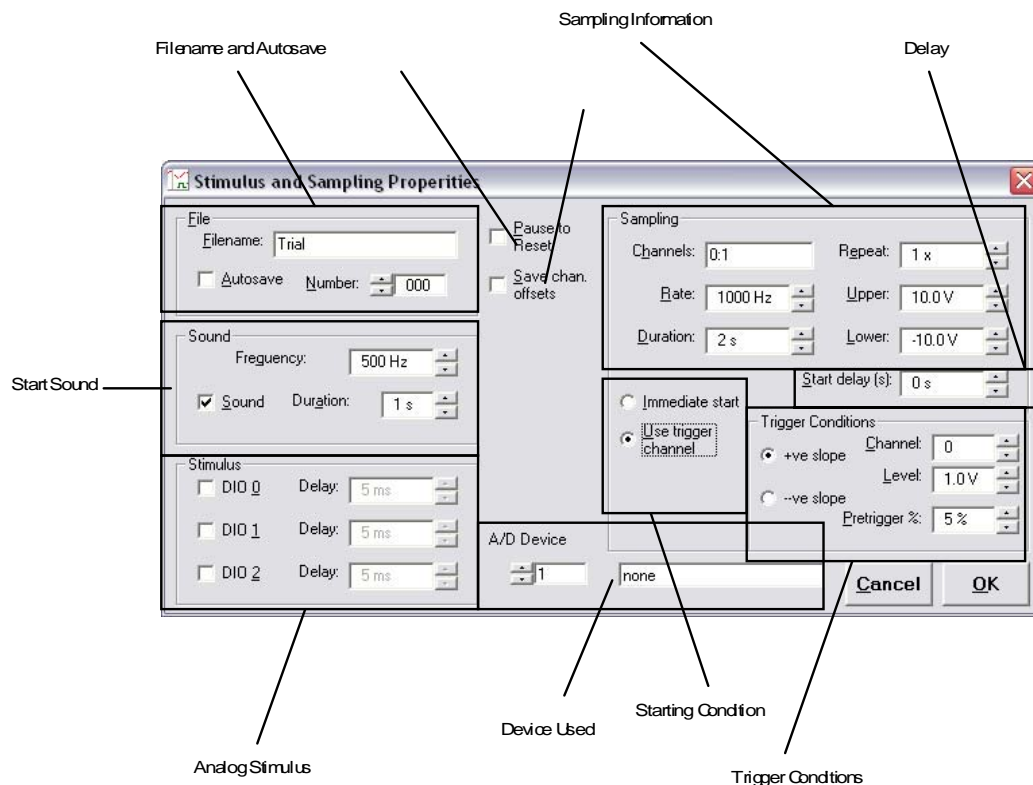 Sampling Information
Filename and Autosave
Delay
Stimulus and Sampling Properities
File
Filename: Trial
Autosave Number: 000
Pause to
Reset
Save chan.
offsets
Sampling
Channels: 0:1 Repeat: 1 x
Rate: 1000 Hz Upper: 10.0 V
Duration: 2 s Lower: -10.0 V
Start delay (s): 0 s
Start Sound
Sound
Freguency: 500 Hz
Sound Duration: 1 s
Immediate start
Use trigger
channel
Trigger Conditions
+ve slope Channel: 0
Level: 1.0 V
--ve slope
Pretrigger %: 5 %
Stimulus
DIO 0 Delay: 5 ms
DIO 1 Delay: 5 ms
DIO 2 Delay: 5 ms
A/D Device
1 none
Cancel OK
Starting Condition
Device Used
Analog Stimulus
Trigger Conditions